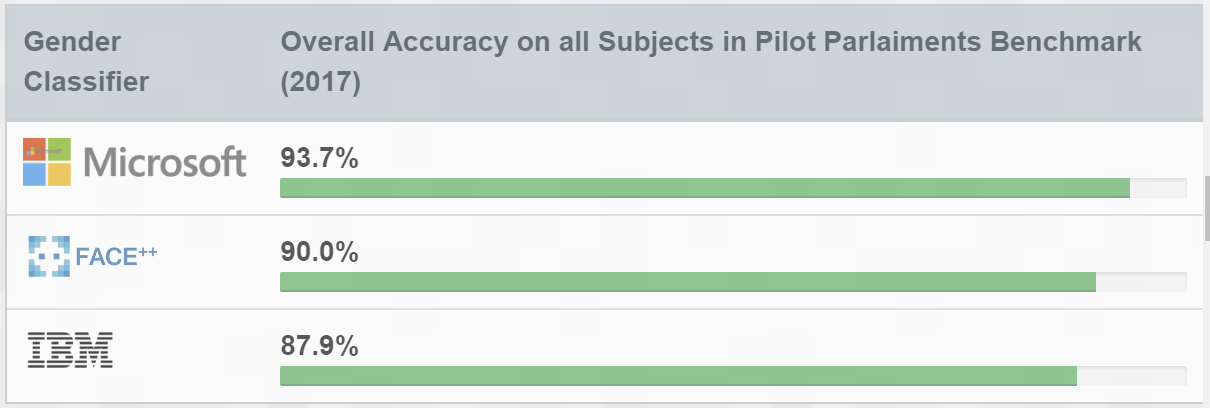 Gender
Classifier
Overall Accuracy on all Subjects in Pilot Parlaiments Benchmark
(2017)
Microsoft
93.7%
FACE++
90.0%
IBM
87.9%